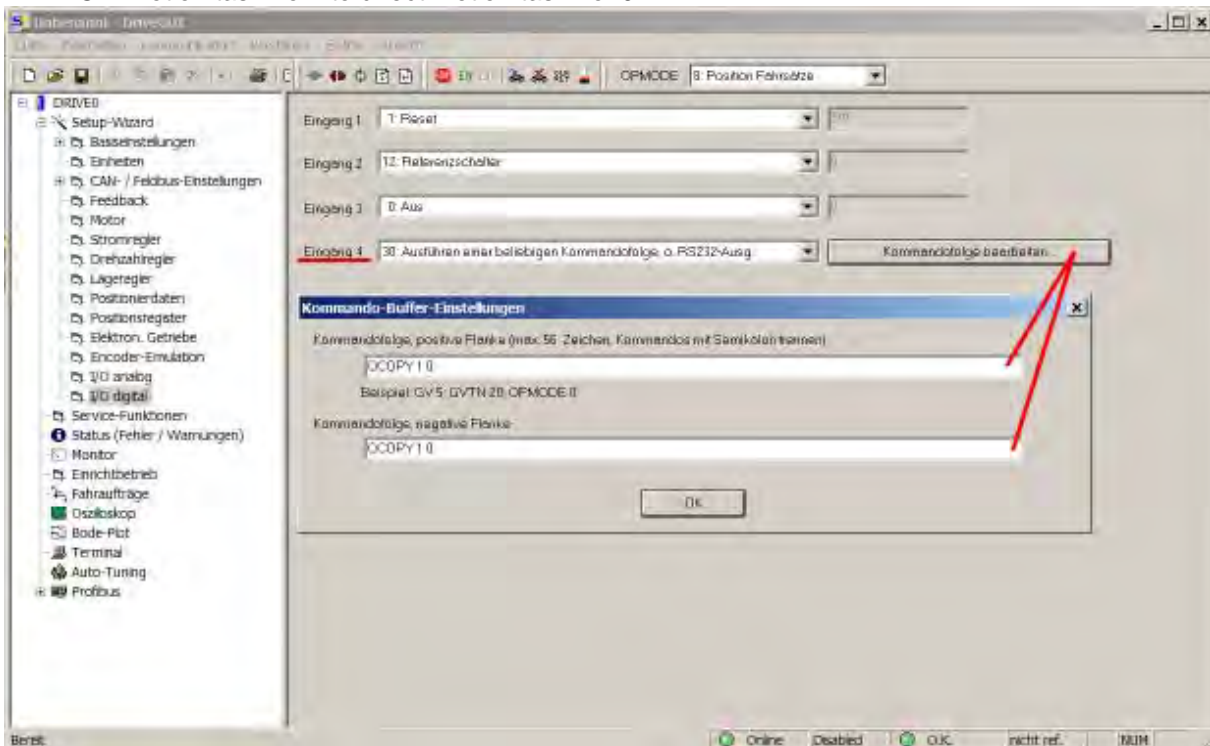 Unbenannt - DriveGUI
OPMODE 8: Position Fahrsätze
DRIVE0
Setup-Wizard
Basiseinstellungen
Einheiten
CAN- / Feldbus-Einstellungen
Feedback
Motor
Stromregler
Drehzahlregler
Lageregler
Positionierdaten
Positionsregister
Elektron. Getriebe
Encoder-Emulation
I/O analog
I/O digital
Service-Funktionen
Status (Fehler / Warnungen)
Monitor
Einrichtbetrieb
Fahraufträge
Oszilloskop
Bode-Plot
Terminal
Auto-Tuning
Profibus
Eingang 1 1: Reset
Eingang 2 12: Referenzschalter
Eingang 3 0: Aus
Eingang 4 30: Ausführen einer beliebigen Kommandofolge, o. RS232-Ausg. Kommandofolge bearbeiten...
Kommando-Buffer-Einstellungen
Kommandofolge, positive Flanke (max. 56 Zeichen, Kommandos mit Semikolon trennen)
OCOPY 1 0
Beispiel: GV 5; GVTN 20; OPMODE 0
Kommandofolge, negative Flanke
OCOPY 1 0
OK
Bereit Online Disabled O.K. nicht ref. NUM